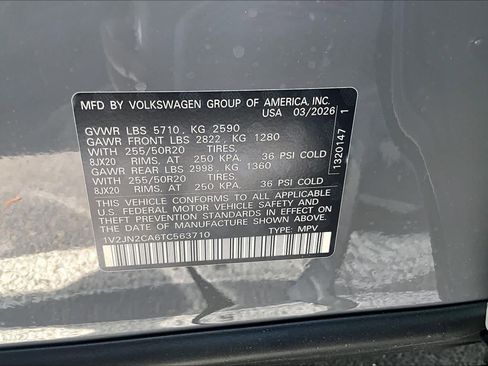 MFD BY VOLKSWAGEN GROUP OF AMERICA, INC.
USA 03/2026
GVWR LBS 5710, KG 2590
GAWR FRONT LBS 2822, KG 1280
WITH 255/50R20 TIRES.
8JX20 RIMS. AT 250 KPA. 36 PSI COLD
GAWR REAR LBS 2998, KG 1360
WITH 255/50R20 TIRES.
8JX20 RIMS, AT 250 KPA. 36 PSI COLD
THIS VEHICLE CONFORMS TO ALL APPLICABLE
U.S. FEDERAL MOTOR VEHICLE SAFETY AND
THEFT PREVENTION STANDARDS IN EFFECT
ON THE DATE OF MANUFACTURE SHOWN ABOVE.
1V2JN2CA6TC563710 TYPE: MPV
1320147 1